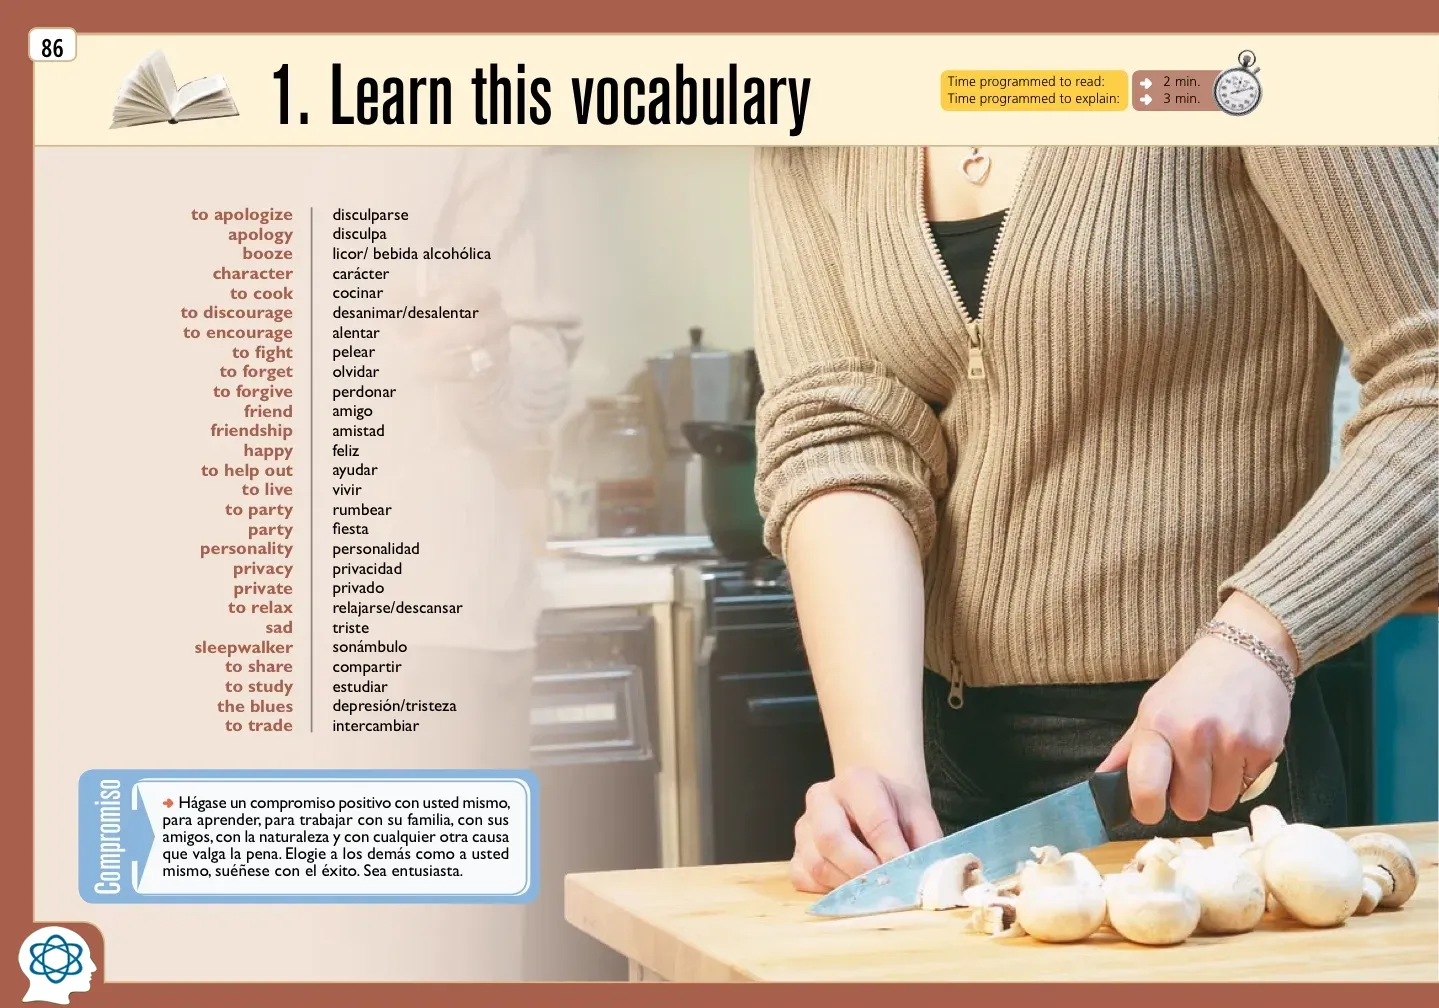 86
1. Learn this vocabulary
Time programmed to read: 2 min.
Time programmed to explain: 3 min.
to apologize disculparse
apology disculpa
booze licor/ bebida alcohólica
character carácter
to cook cocinar
to discourage desanimar/desalentar
to encourage alentar
to fight pelear
to forget olvidar
to forgive perdonar
friend amigo
friendship amistad
happy feliz
to help out ayudar
to live vivir
to party rumbear
party fiesta
personality personalidad
privacy privacidad
private privado
to relax relajarse/descansar
sad triste
sleepwalker sonámbulo
to share compartir
to study estudiar
the blues depresión/tristeza
to trade intercambiar
Compromiso
Hágase un compromiso positivo con usted mismo,
para aprender, para trabajar con su familia, con sus
amigos, con la naturaleza y con cualquier otra causa
que valga la pena. Elogie a los demás como a usted
mismo, suéñese con el éxito. Sea entusiasta.